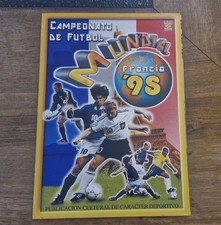 CAMPEONATO
DE FUTBOL
MUNDIAL
Francia
'98
PUBLICACION CULTURAL DE CARACTER DEPORTIVO